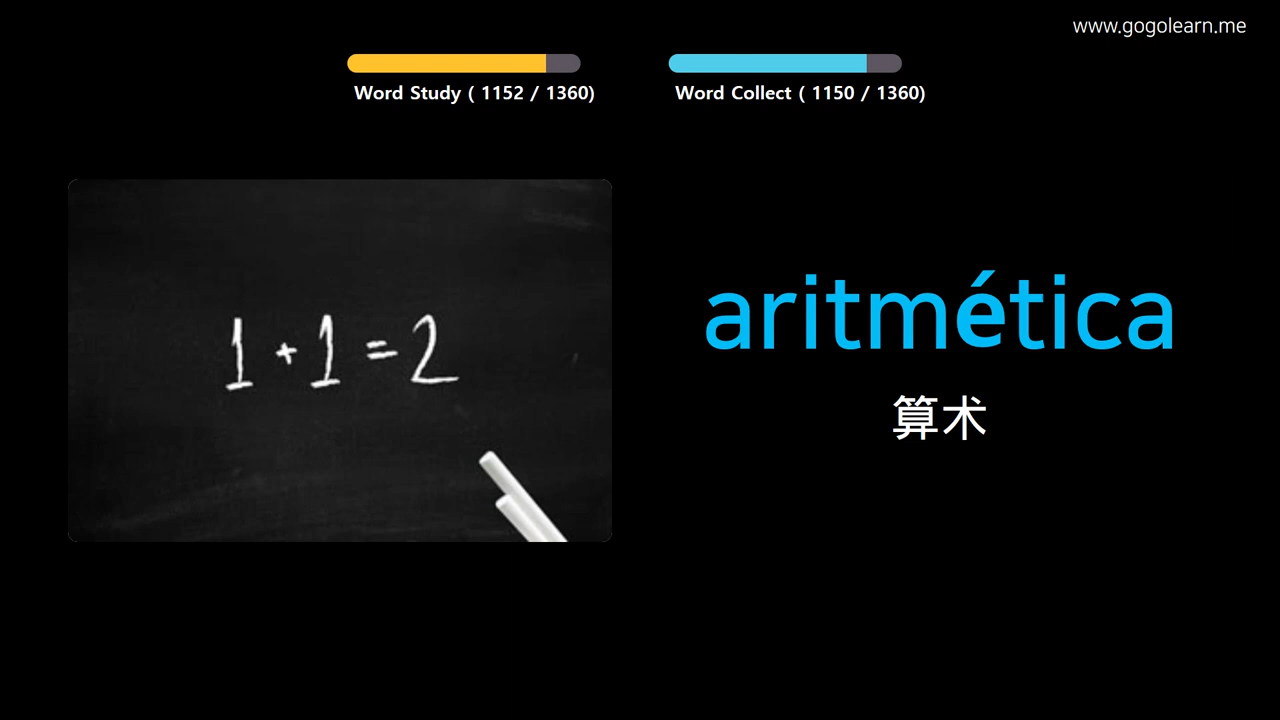 www.gogolearn.me
Word Study ( 1152 / 1360)
Word Collect ( 1150 / 1360)
1 + 1 = 2
aritmética
算术